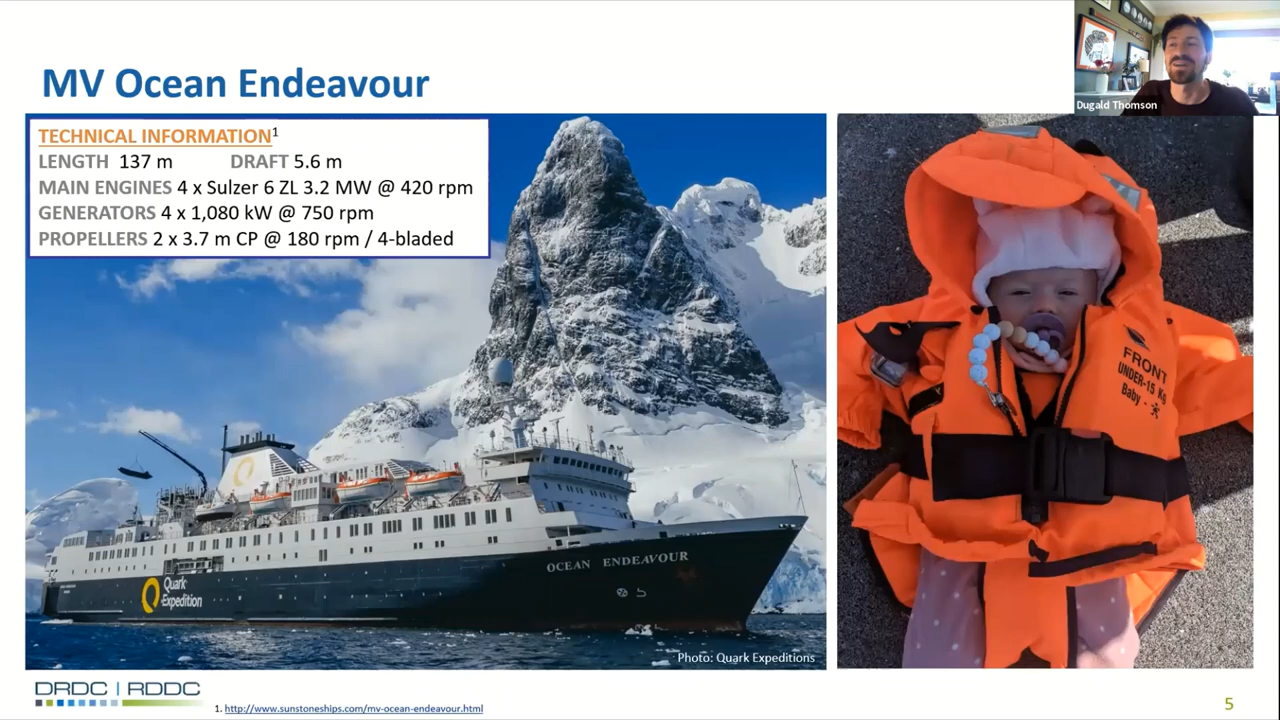 MV Ocean Endeavour
Dugald Thomson
TECHNICAL INFORMATION1
LENGTH 137 m DRAFT 5.6 m
MAIN ENGINES 4 x Sulzer 6 ZL 3.2 MW @ 420 rpm
GENERATORS 4 x 1,080 kW @ 750 rpm
PROPELLERS 2 x 3.7 m CP @ 180 rpm / 4-bladed
OCEAN ENDEAVOUR
Quark
Expedition
Photo: Quark Expeditions
FRONT
UNDER-15 Kg
Baby -
DRDC | RDDC
1. http://www.sunstoneships.com/mv-ocean-endeavour.html
5